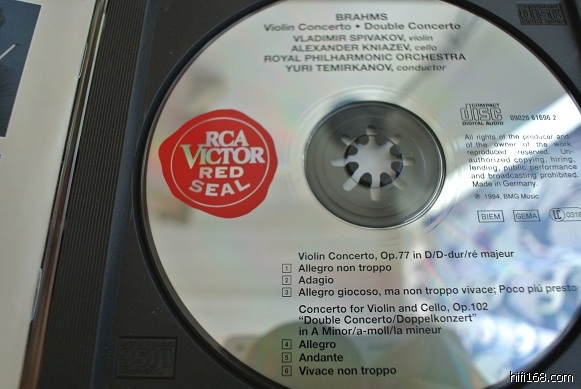 BRAHMS
Violin Concerto • Double Concerto
VLADIMIR SPIVAKOV, violin
ALEXANDER KNIAZEV, cello
ROYAL PHILHARMONIC ORCHESTRA
YURI TEMIRKANOV, conductor
RCA
VICTOR
RED
SEAL
COMPACT
disc
DIGITAL AUDIO
09026 61696 2
All rights of the producer and
of the owner of the work
reproduced reserved. Un-
authorized copying, hiring,
lending, public performance
and broadcasting prohibited.
Made in Germany.
℗ 1994, BMG Music
BIEM
GEMA
LC
Violin Concerto, Op.77 in D/D-dur/ré majeur
1 Allegro non troppo
2 Adagio
3 Allegro giocoso, ma non troppo vivace; Poco più presto
Concerto for Violin and Cello, Op.102
"Double Concerto/Doppelkonzert"
in A Minor/a-moll/la mineur
4 Allegro
5 Andante
6 Vivace non troppo
hifi168.com